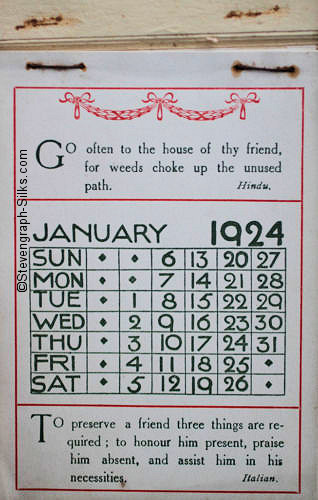 GO often to the house of thy friend,
for weeds choke up the unused
path. Hindu.
JANUARY 1924
SUN ♦ ♦ 6 13 20 27
MON ♦ ♦ 7 14 21 28
TUE ♦ 1 8 15 22 29
WED ♦ 2 9 16 23 30
THU ♦ 3 10 17 24 31
FRI ♦ 4 11 18 25 ♦
SAT ♦ 5 12 19 26 ♦
TO preserve a friend three things are re-
quired; to honour him present, praise
him absent, and assist him in his
necessities. Italian.
©Stevengraph-Silks.com